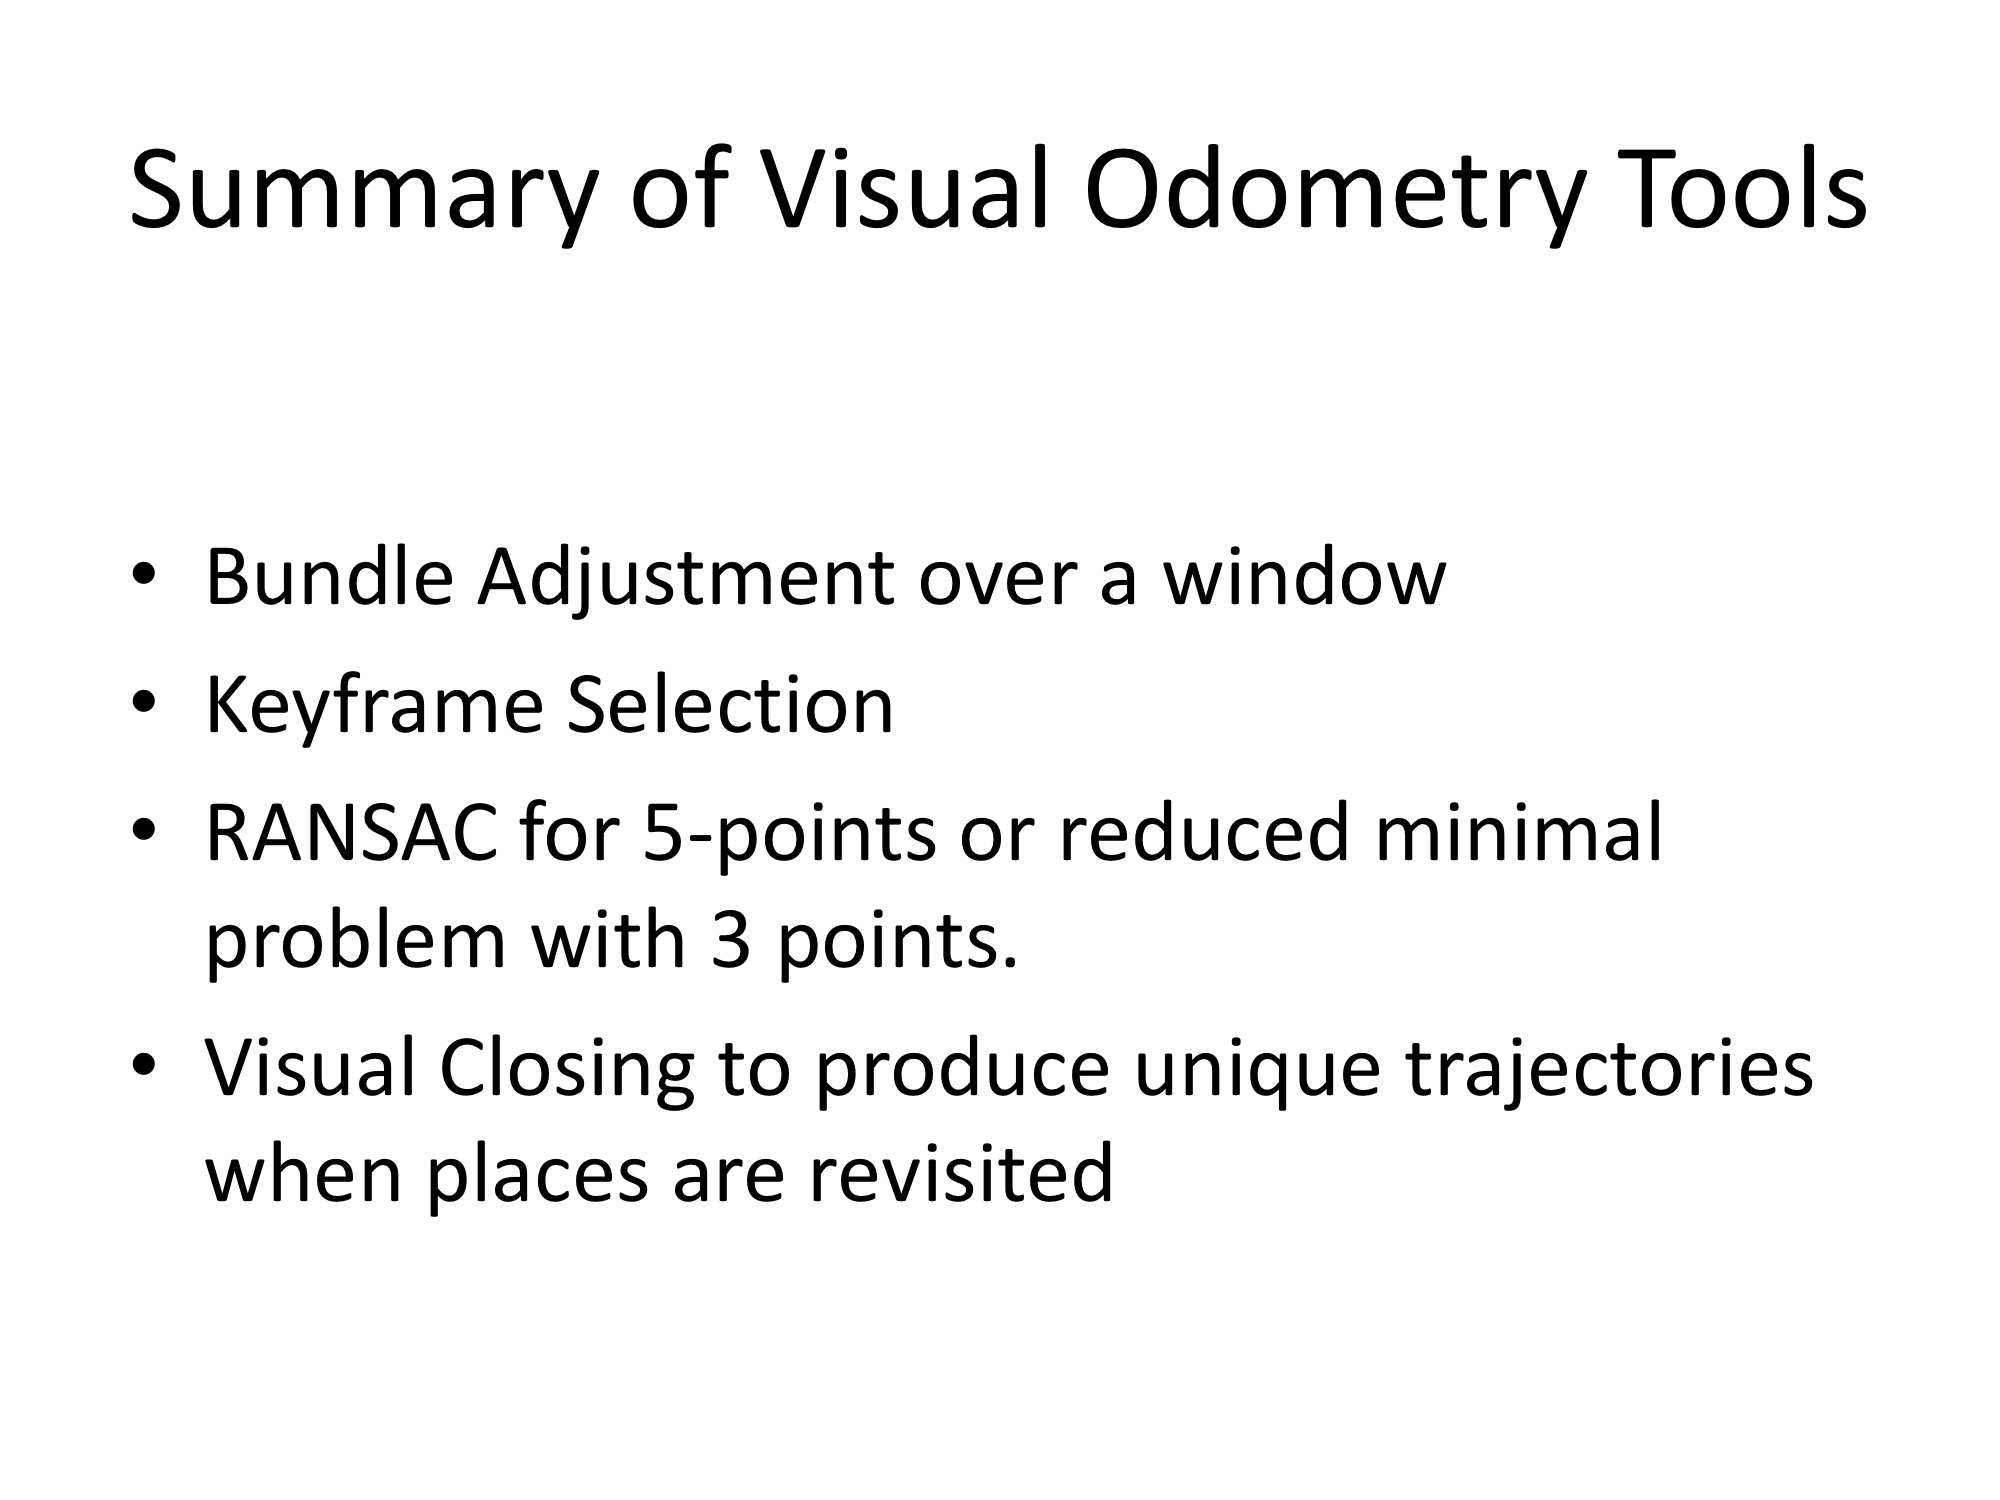 Summary of Visual Odometry Tools
• Bundle Adjustment over a window
• Keyframe Selection
• RANSAC for 5-points or reduced minimal
problem with 3 points.
• Visual Closing to produce unique trajectories
when places are revisited